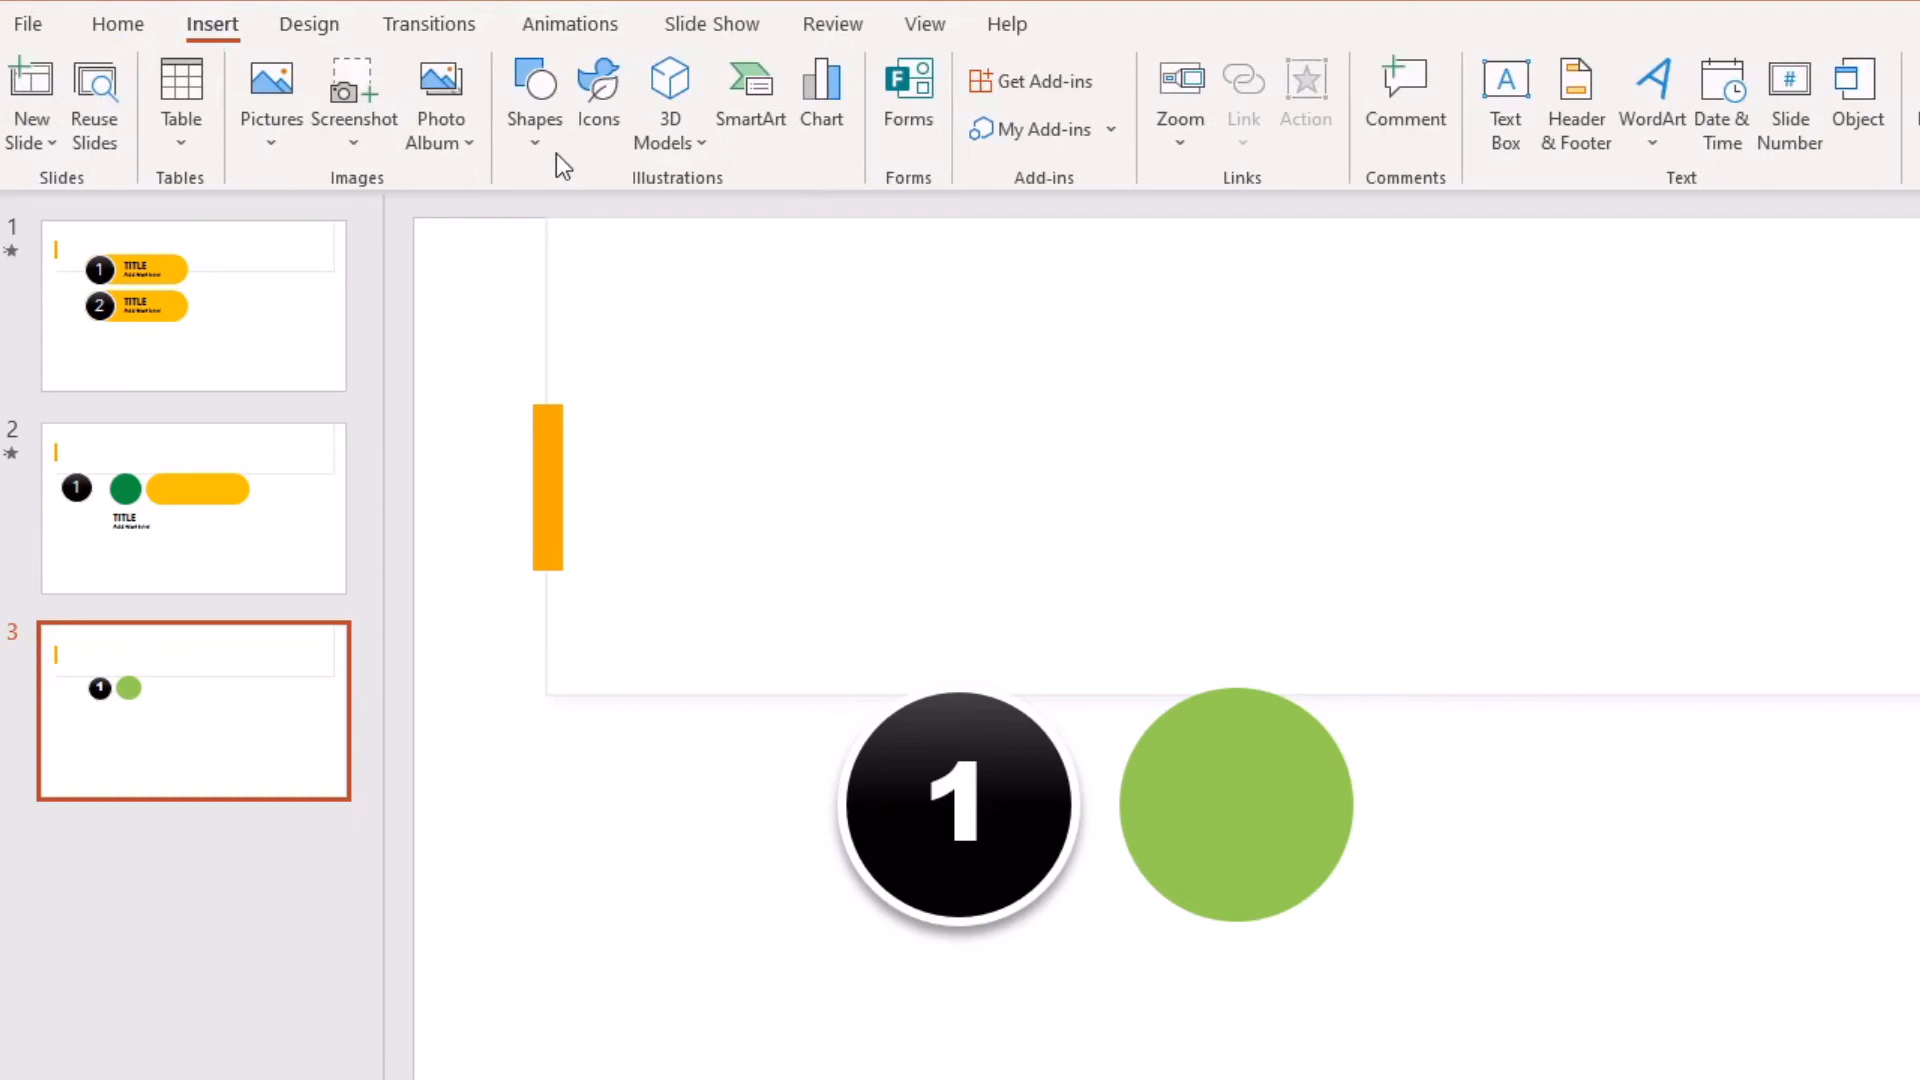 File Home Insert Design Transitions Animations Slide Show Review View Help
New Slide
Reuse Slides
Table
Pictures
Screenshot
Photo Album
Shapes
Icons
3D Models
SmartArt
Chart
Forms
Get Add-ins
My Add-ins
Zoom
Link
Action
Comment
Text Box
Header & Footer
WordArt
Date & Time
Slide Number
Object
Slides Tables Images Illustrations Forms Add-ins Links Comments Text
1
1 TITLE
2 TITLE
2
1
TITLE
3
1
1